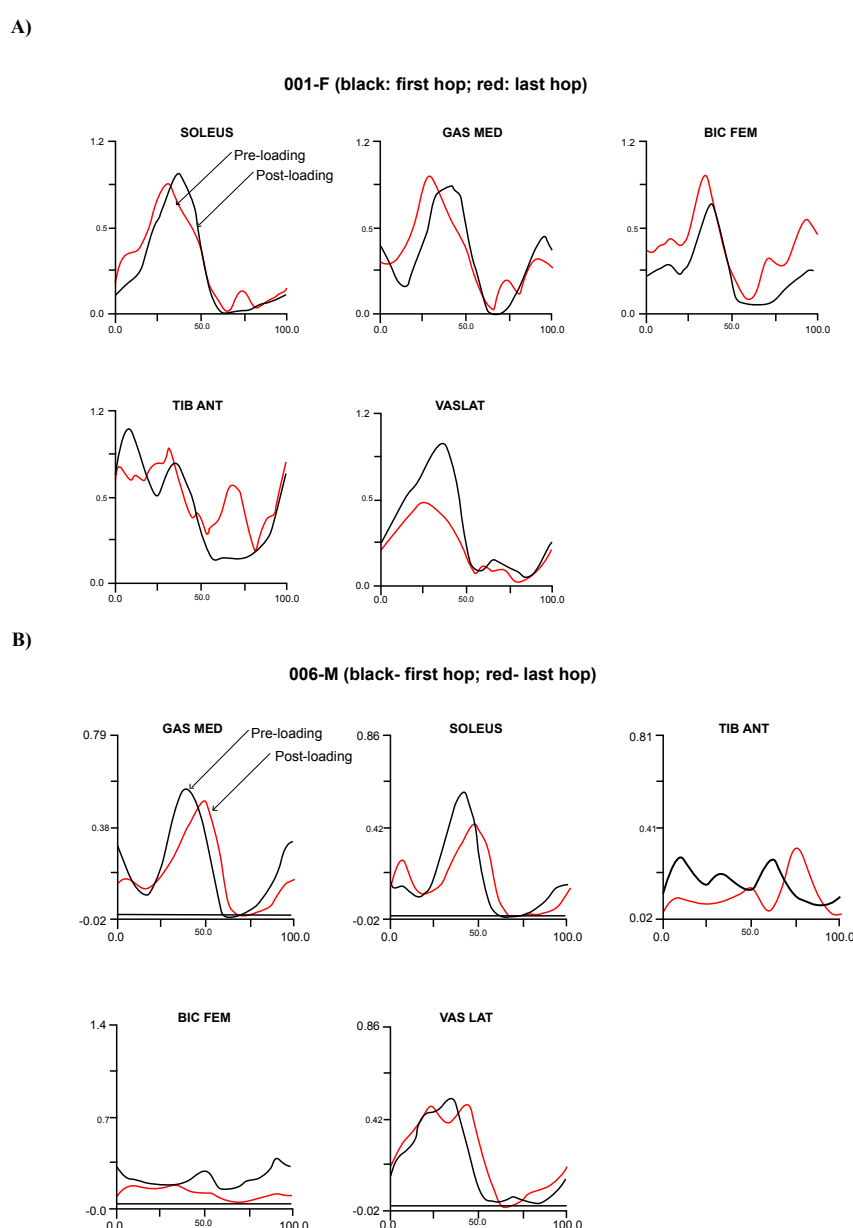 A)
001-F (black: first hop; red: last hop)
SOLEUS GAS MED BIC FEM
1.2 1.2 1.2
Pre-loading
Post-loading
0.5 0.5 0.5
0.0 0.0 0.0
0.0 50.0 100.0 0.0 50.0 100.0 0.0 50.0 100.0
TIB ANT VASLAT
1.2 1.2
0.5 0.5
0.0 0.0
0.0 50.0 100.0 0.0 50.0 100.0
B)
006-M (black- first hop; red- last hop)
GAS MED SOLEUS TIB ANT
0.79 0.86 0.81
Pre-loading
Post-loading
0.38 0.42 0.41
-0.02 -0.02 0.02
0.0 50.0 100.0 0.0 50.0 100.0 0.0 50.0 100.0
BIC FEM VAS LAT
1.4 0.86
0.7 0.42
-0.0 -0.02
0.0 50.0 100.0 0.0 50.0 100.0